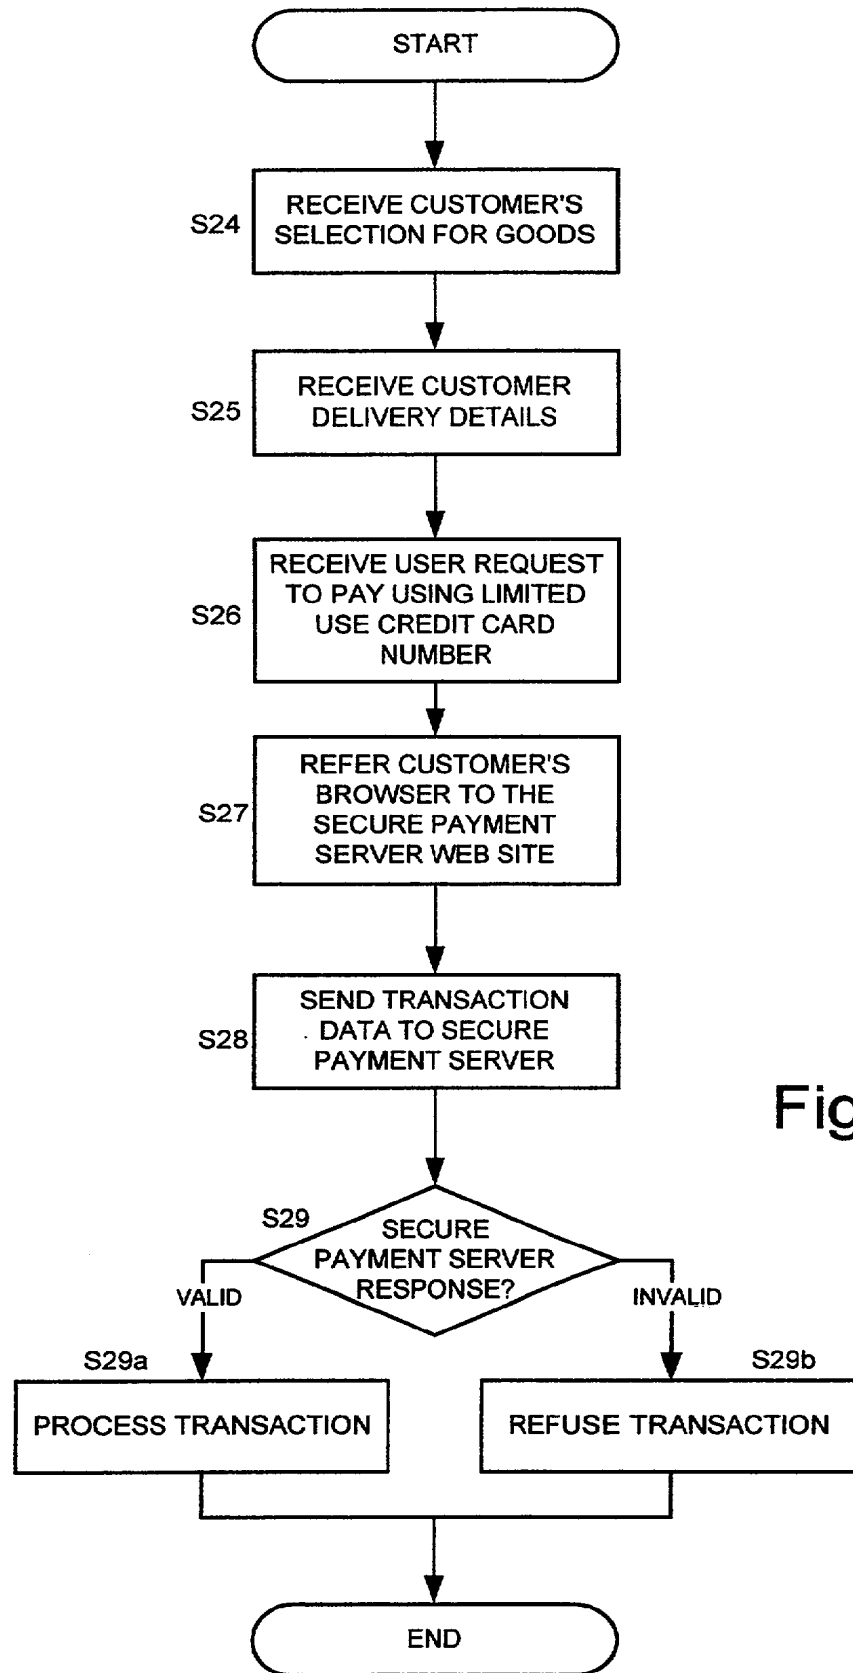 START
S24
RECEIVE CUSTOMER'S
SELECTION FOR GOODS
S25
RECEIVE CUSTOMER
DELIVERY DETAILS
S26
RECEIVE USER REQUEST
TO PAY USING LIMITED
USE CREDIT CARD
NUMBER
S27
REFER CUSTOMER'S
BROWSER TO THE
SECURE PAYMENT
SERVER WEB SITE
S28
SEND TRANSACTION
DATA TO SECURE
PAYMENT SERVER
Fig
S29
SECURE
PAYMENT SERVER
RESPONSE?
VALID
INVALID
S29a
S29b
PROCESS TRANSACTION
REFUSE TRANSACTION
END